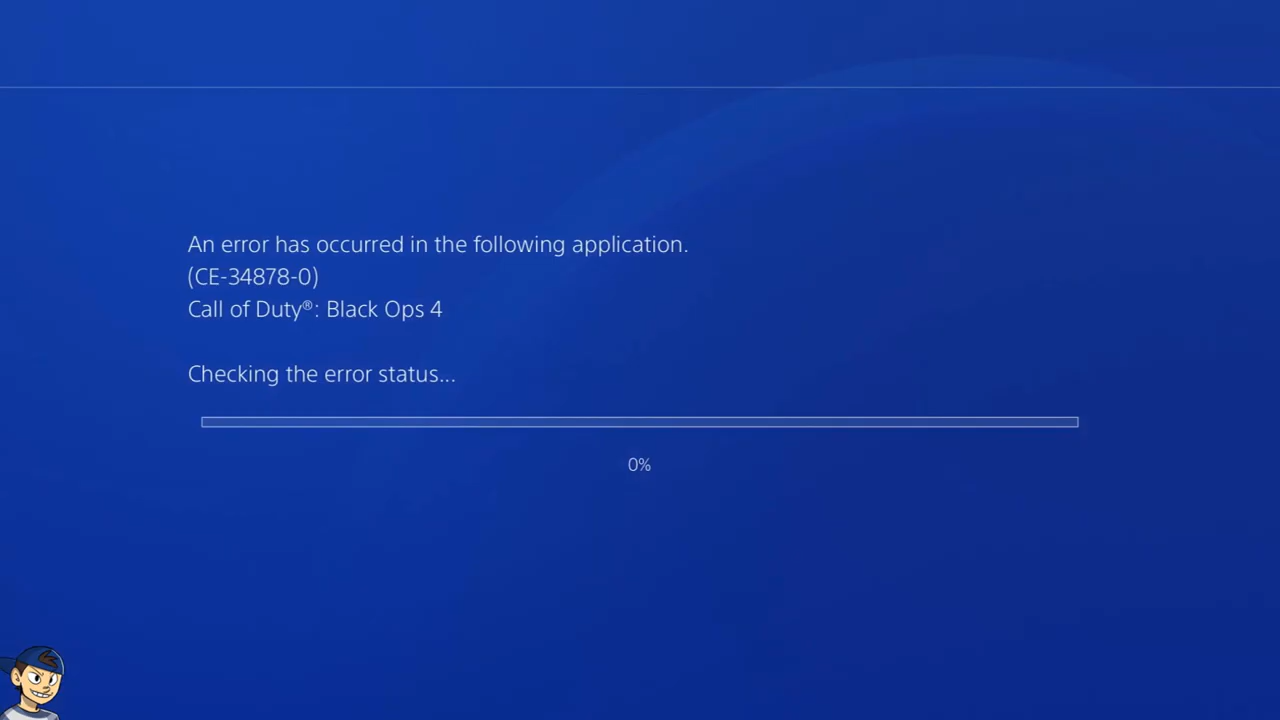 An error has occurred in the following application.
(CE-34878-0)
Call of Duty®: Black Ops 4
Checking the error status...
0%